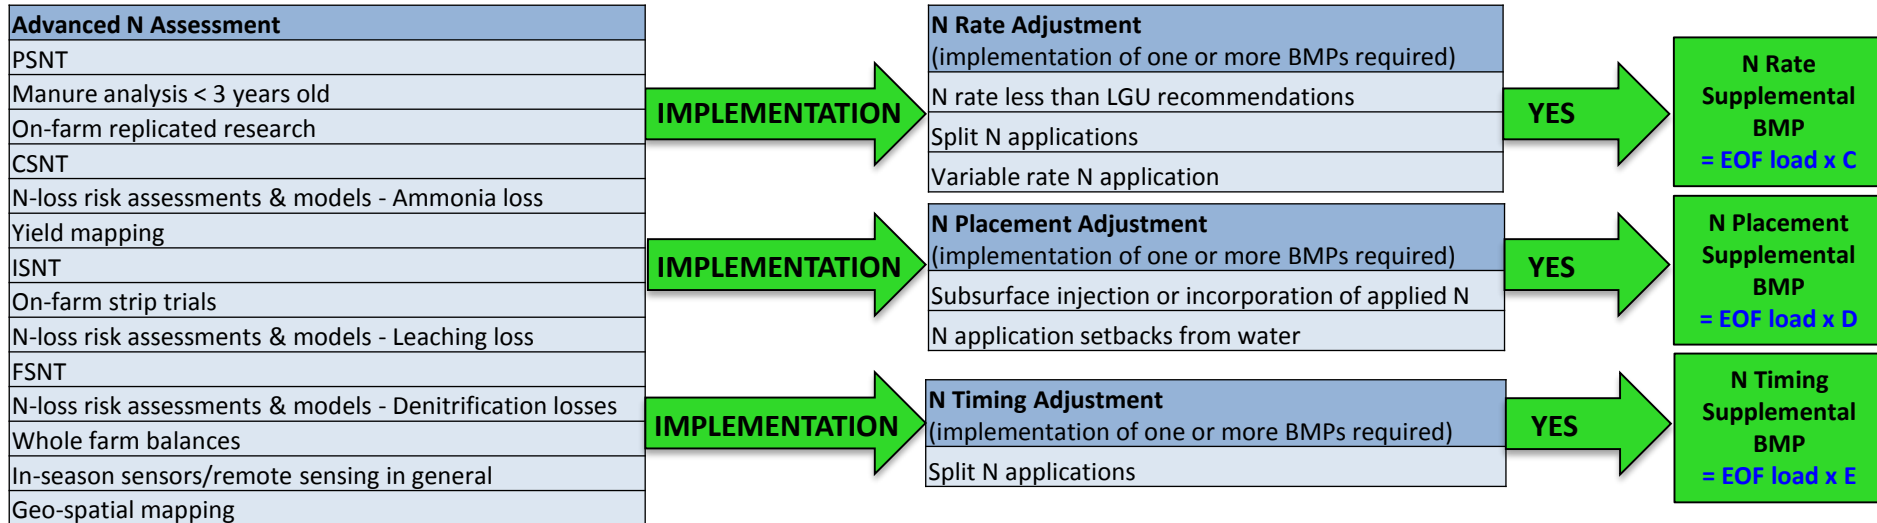 Advanced N Assessment
PSNT
Manure analysis < 3 years old
On-farm replicated research
CSNT
N-loss risk assessments & models - Ammonia loss
Yield mapping
ISNT
On-farm strip trials
N-loss risk assessments & models - Leaching loss
FSNT
N-loss risk assessments & models - Denitrification losses
Whole farm balances
In-season sensors/remote sensing in general
Geo-spatial mapping
IMPLEMENTATION
N Rate Adjustment
(implementation of one or more BMPs required)
N rate less than LGU recommendations
Split N applications
Variable rate N application
YES
N Rate
Supplemental
BMP
= EOF load x C
IMPLEMENTATION
N Placement Adjustment
(implementation of one or more BMPs required)
Subsurface injection or incorporation of applied N
N application setbacks from water
YES
N Placement
Supplemental
BMP
= EOF load x D
IMPLEMENTATION
N Timing Adjustment
(implementation of one or more BMPs required)
Split N applications
YES
N Timing
Supplemental
BMP
= EOF load x E